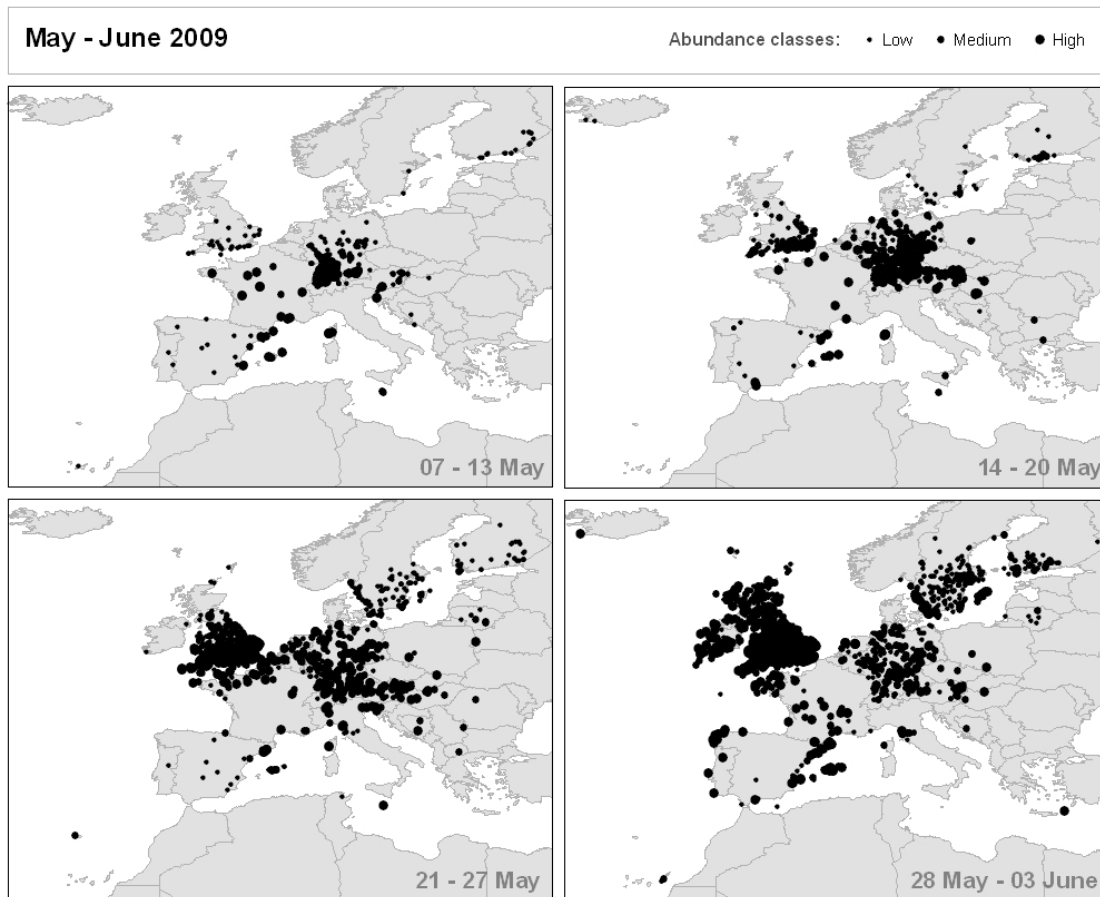 May - June 2009
Abundance classes: Low Medium High
07 - 13 May
14 - 20 May
21 - 27 May
28 May - 03 June